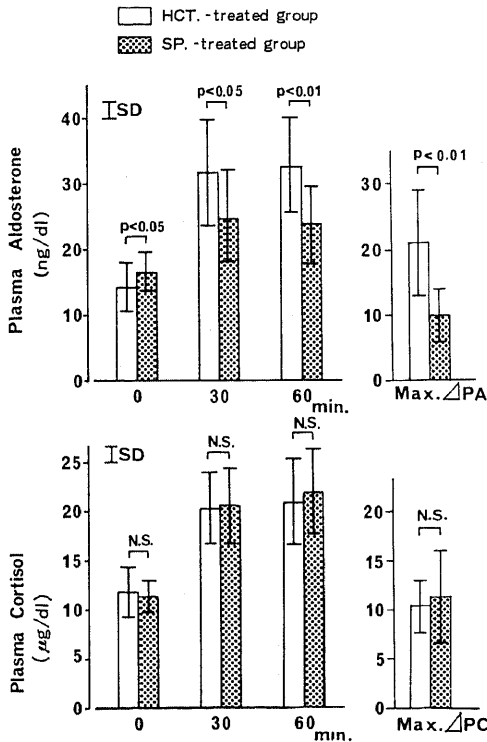 HCT. -treated group
SP. -treated group
Plasma Aldosterone
(ng/dl)
40
30
20
10
0
SD
p<0.05
p<0.05
p<0.01
0
30
60
min.
30
20
10
0
p<0.01
Max.⊿PA
Plasma Cortisol
(μg/dl)
25
20
15
10
5
0
SD
N.S.
N.S.
N.S.
0
30
60
min.
25
20
15
10
5
0
N.S.
Max.⊿PC